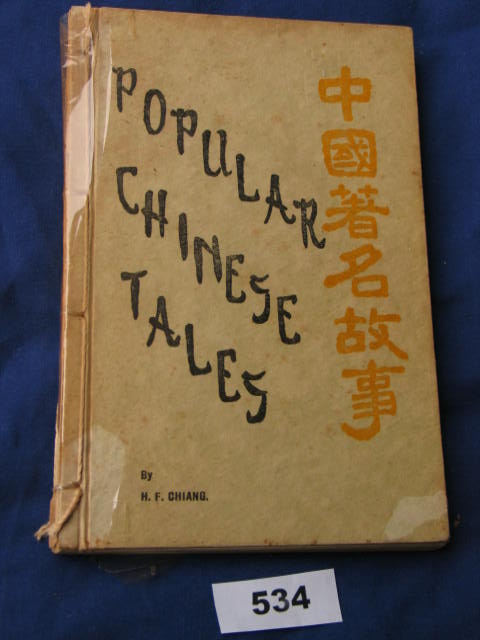 POPULAR
CHINESE
TALES
中國著名故事
By
H. F. CHIANG.
534